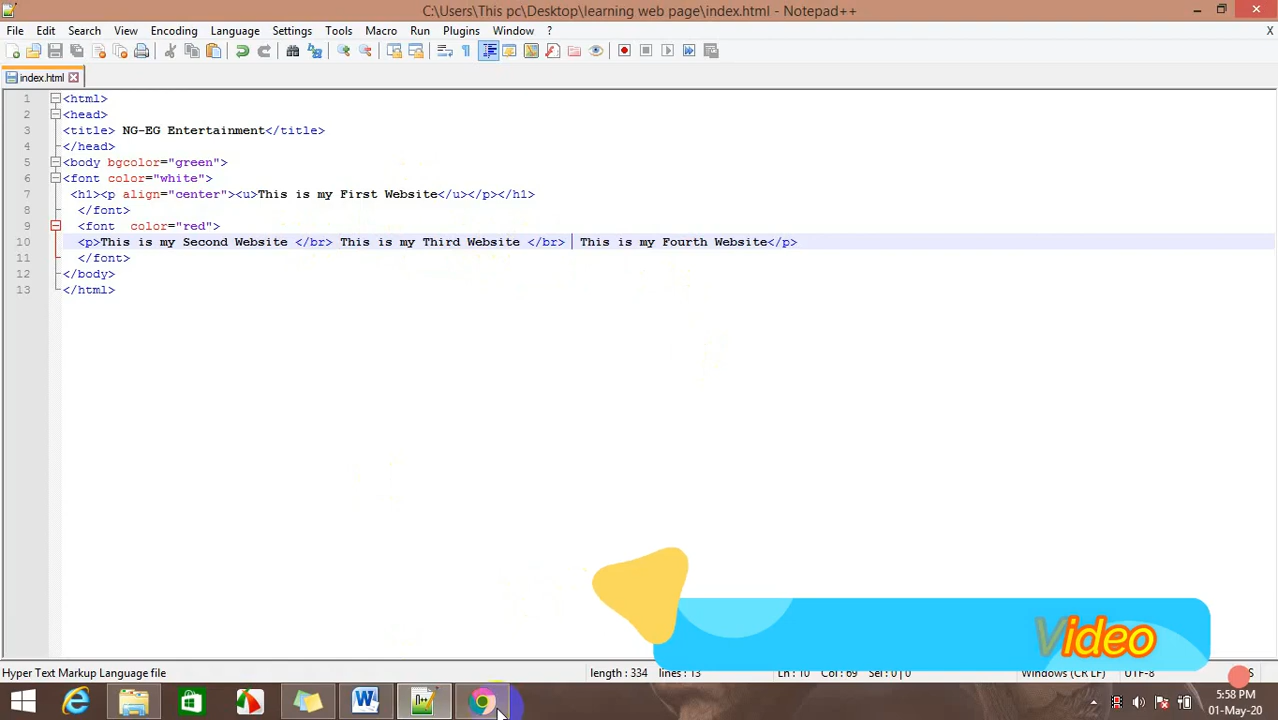 C:\Users\This pc\Desktop\learning web page\index.html - Notepad++
File Edit Search View Encoding Language Settings Tools Macro Run Plugins Window ? X
index.html
1 <html>
2 <head>
3 <title> NG-EG Entertainment</title>
4 </head>
5 <body bgcolor="green">
6 <font color="white">
7 <h1><p align="center"><u>This is my First Website</u></p></h1>
8 </font>
9 <font  color="red">
10 <p>This is my Second Website </br> This is my Third Website </br>  This is my Fourth Website</p>
11 </font>
12 </body>
13 </html>
Video
Hyper Text Markup Language file length : 334 lines : 13 Ln : 10 Col : 69 Sel : 0 | 0 Windows (CR LF) UTF-8
5:58 PM
01-May-20